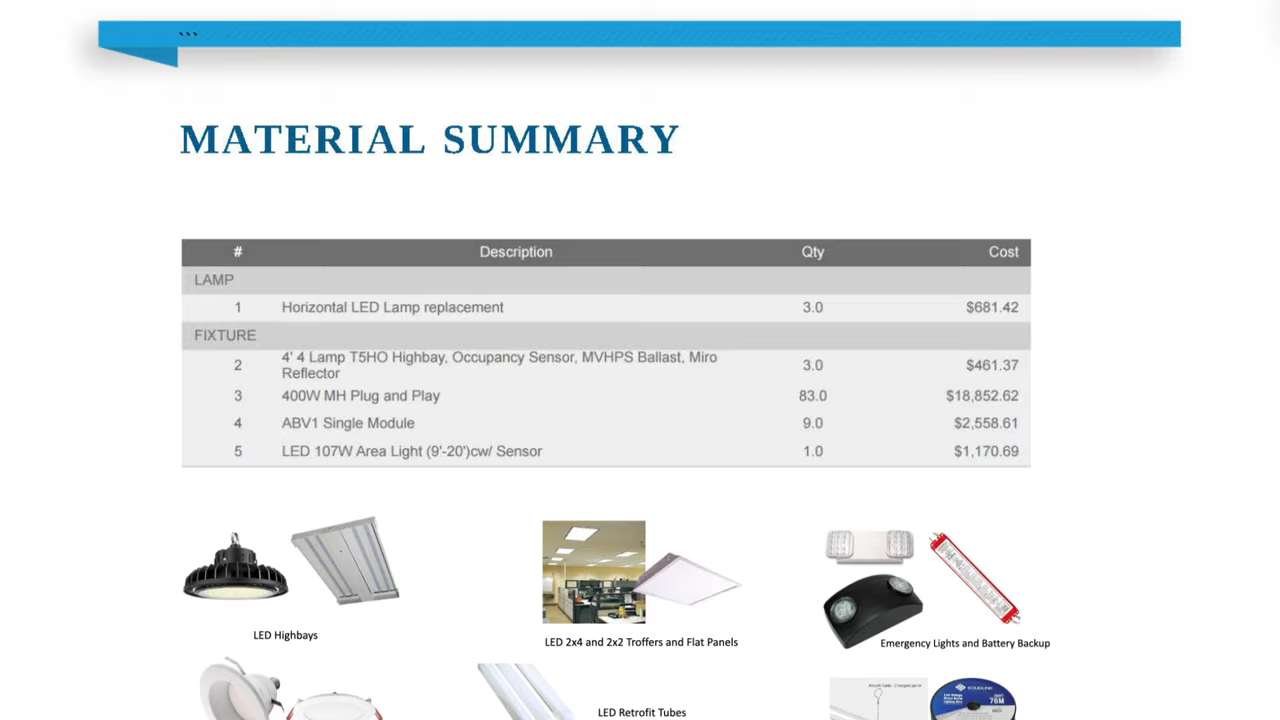 MATERIAL SUMMARY
# Description Qty Cost
LAMP
1 Horizontal LED Lamp replacement 3.0 $681.42
FIXTURE
2 4' 4 Lamp T5HO Highbay, Occupancy Sensor, MVHPS Ballast, Miro
Reflector 3.0 $461.37
3 400W MH Plug and Play 83.0 $18,852.62
4 ABV1 Single Module 9.0 $2,558.61
5 LED 107W Area Light (9'-20')cw/ Sensor 1.0 $1,170.69
LED Highbays
LED 2x4 and 2x2 Troffers and Flat Panels
Emergency Lights and Battery Backup
LED Retrofit Tubes
SOLIDLINK
76M